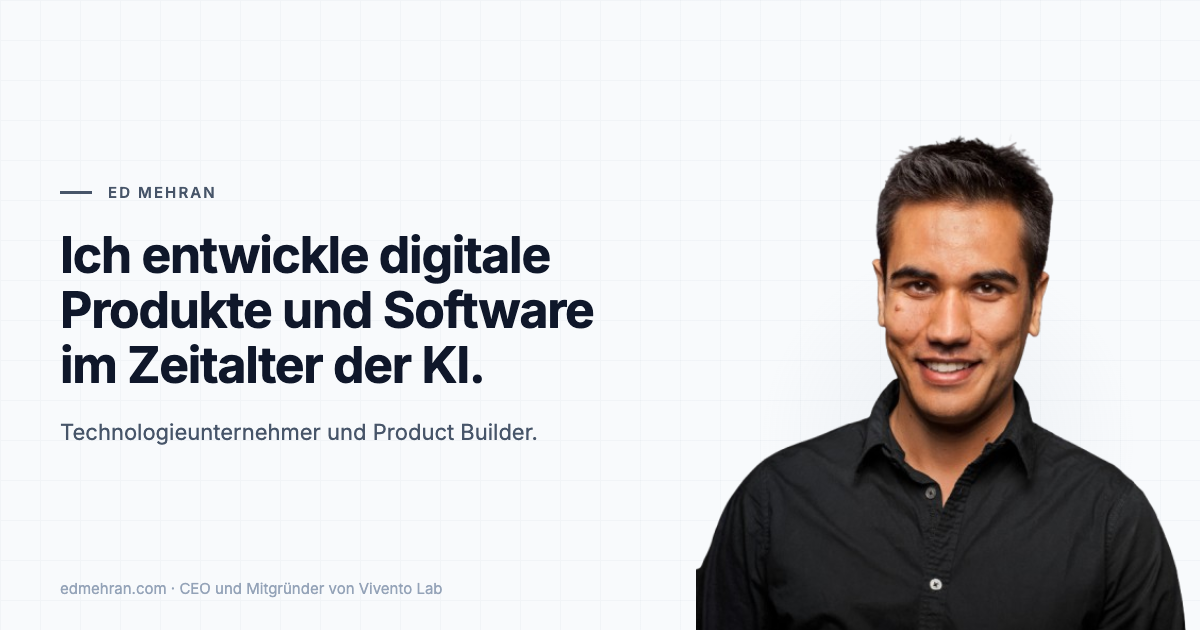 ED MEHRAN
Ich entwickle digitale
Produkte und Software
im Zeitalter der KI.
Technologieunternehmer und Product Builder.
edmehran.com · CEO und Mitgründer von Vivento Lab